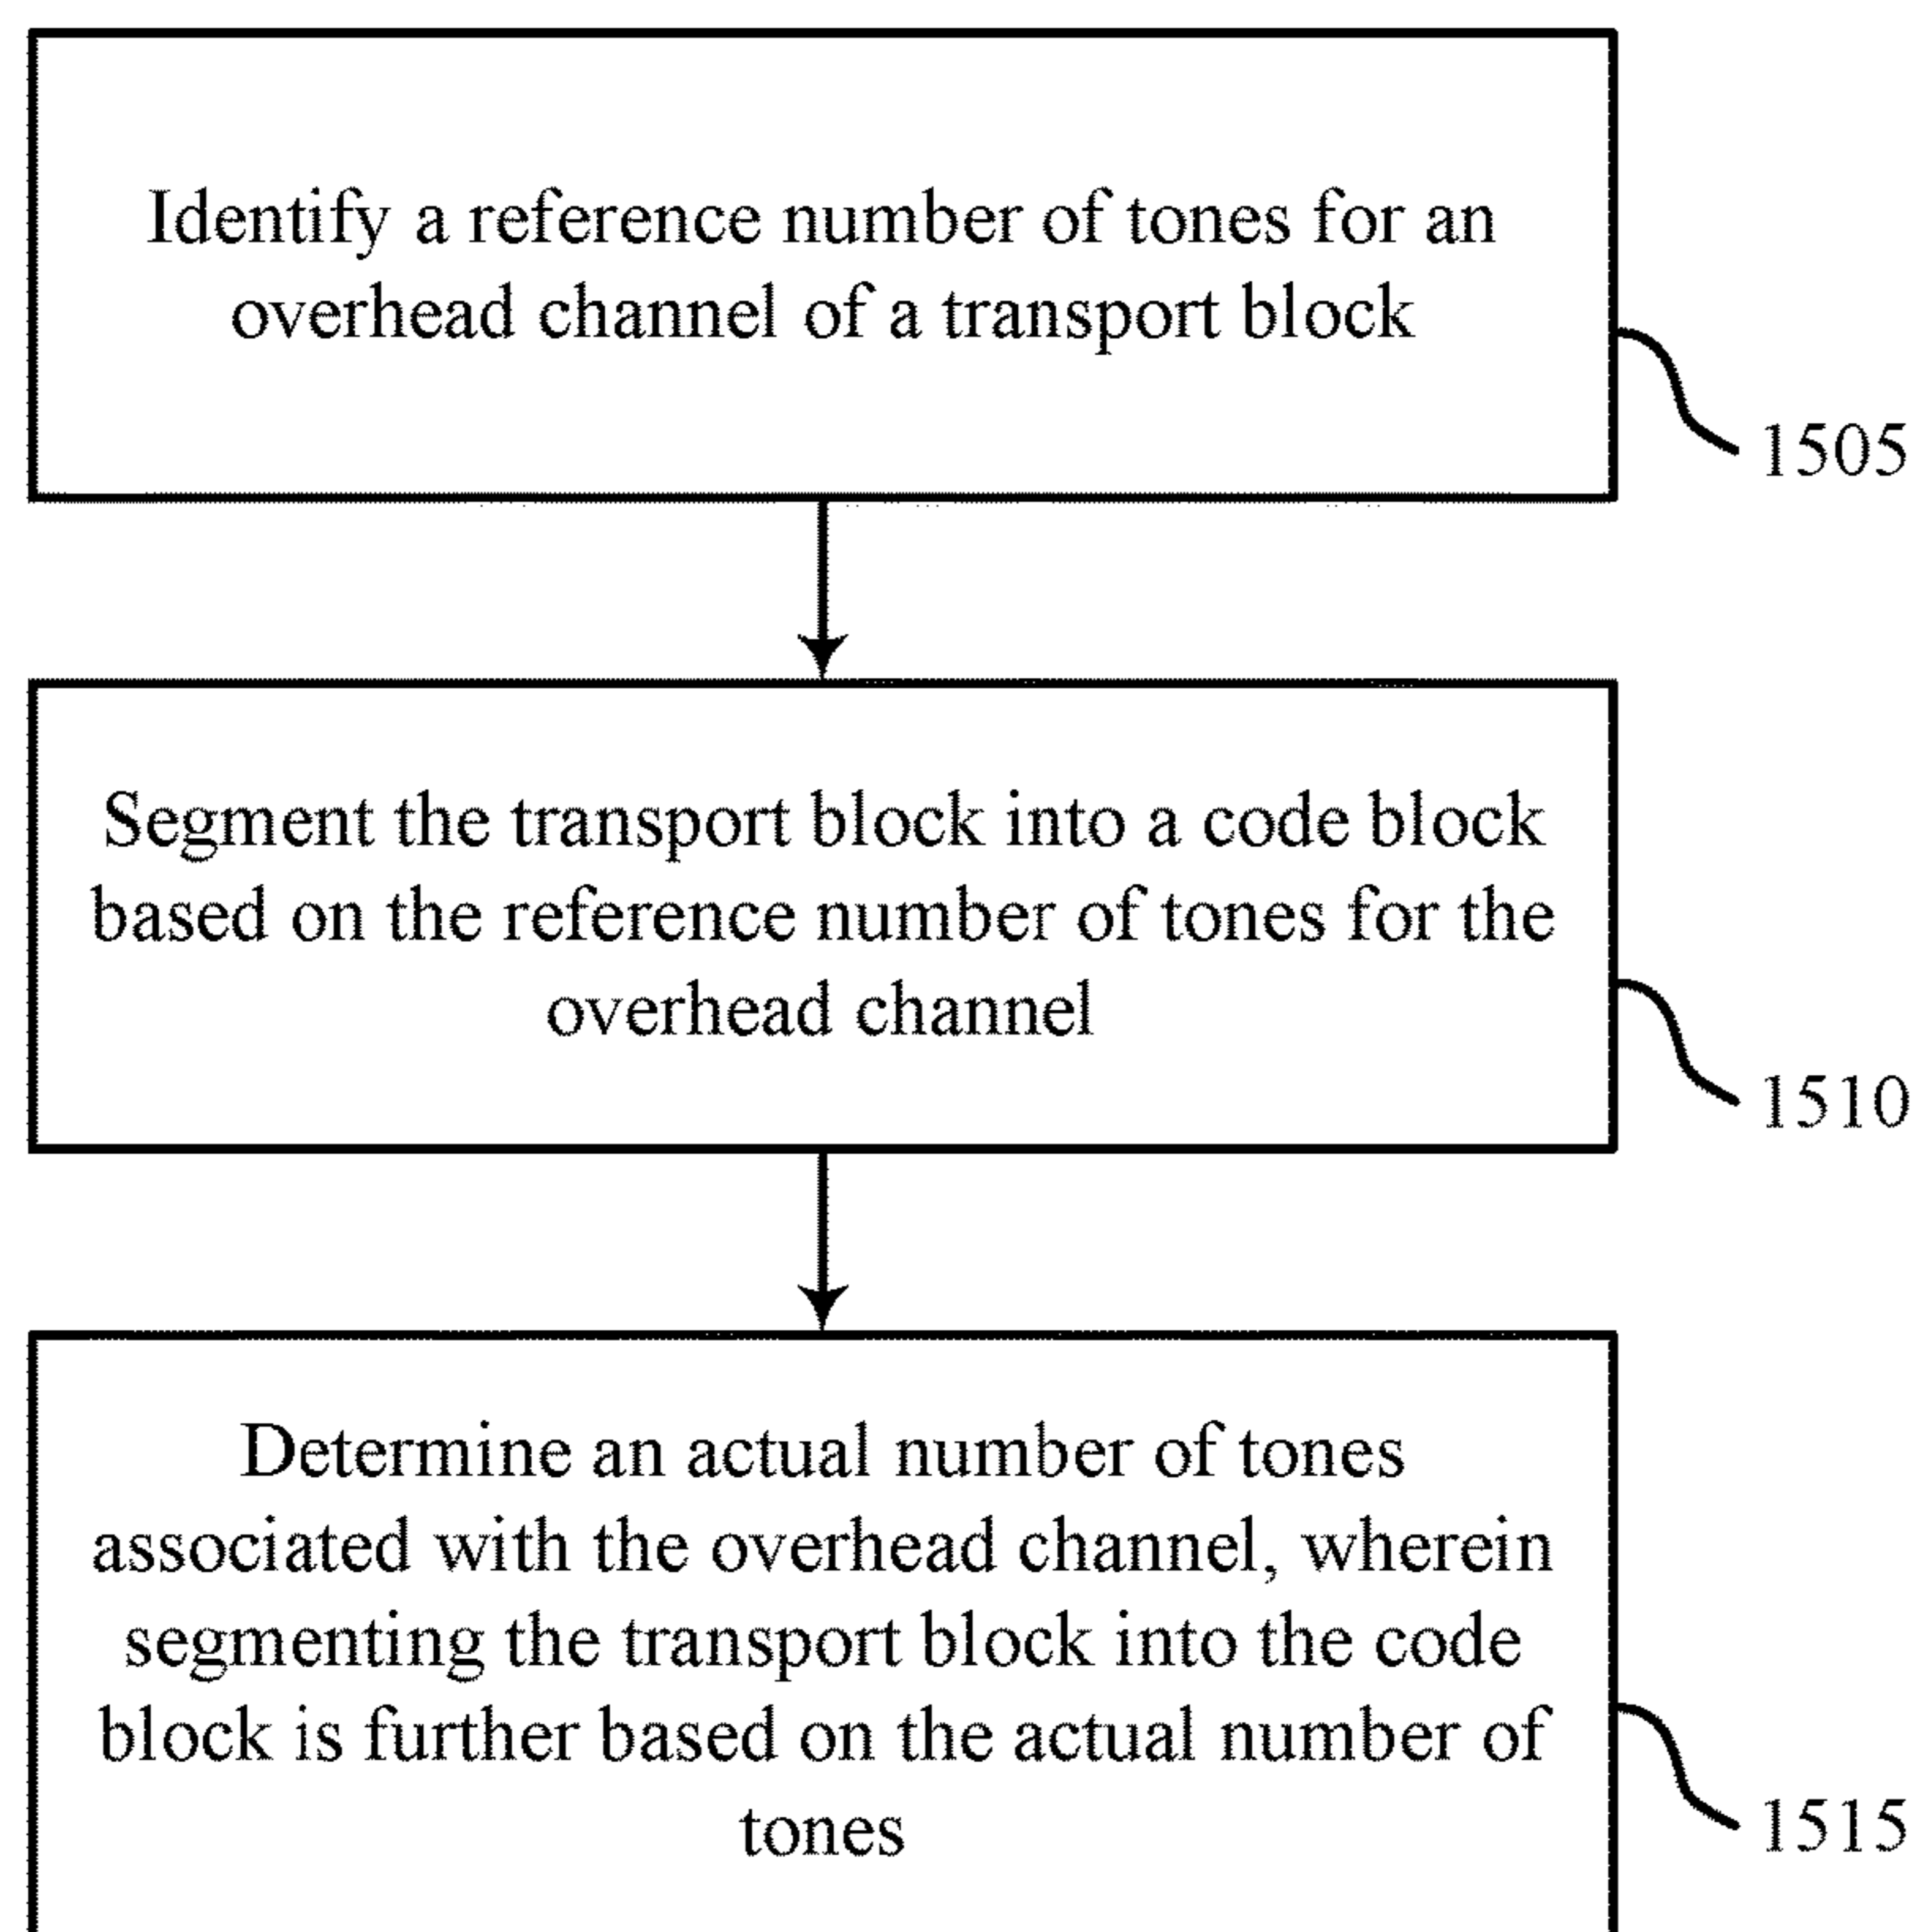 Identify a reference number of tones for an
overhead channel of a transport block
1505
Segment the transport block into a code block
based on the reference number of tones for the
overhead channel
1510
Determine an actual number of tones
associated with the overhead channel, wherein
segmenting the transport block into the code
block is further based on the actual number of
tones
1515